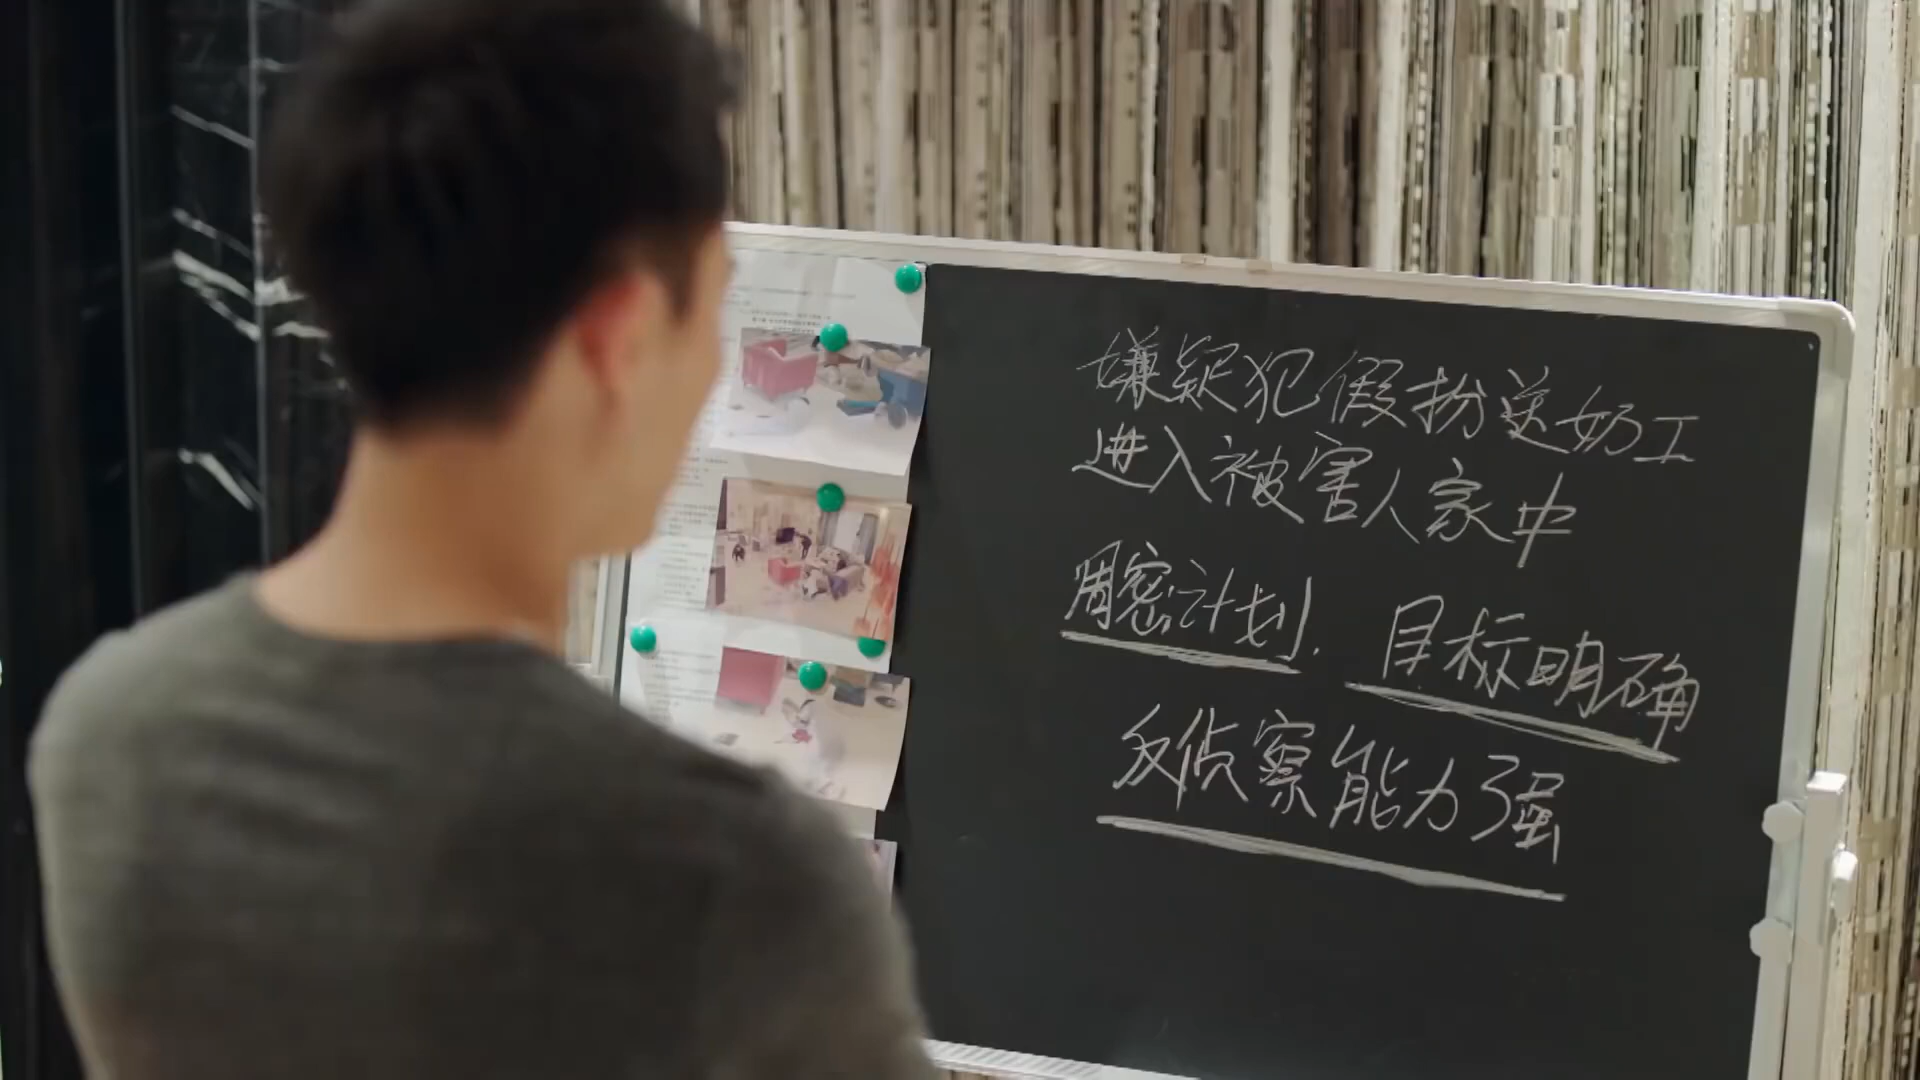 嫌疑犯假扮送奶工
进入被害人家中
周密计划. 目标明确
反侦察能力强